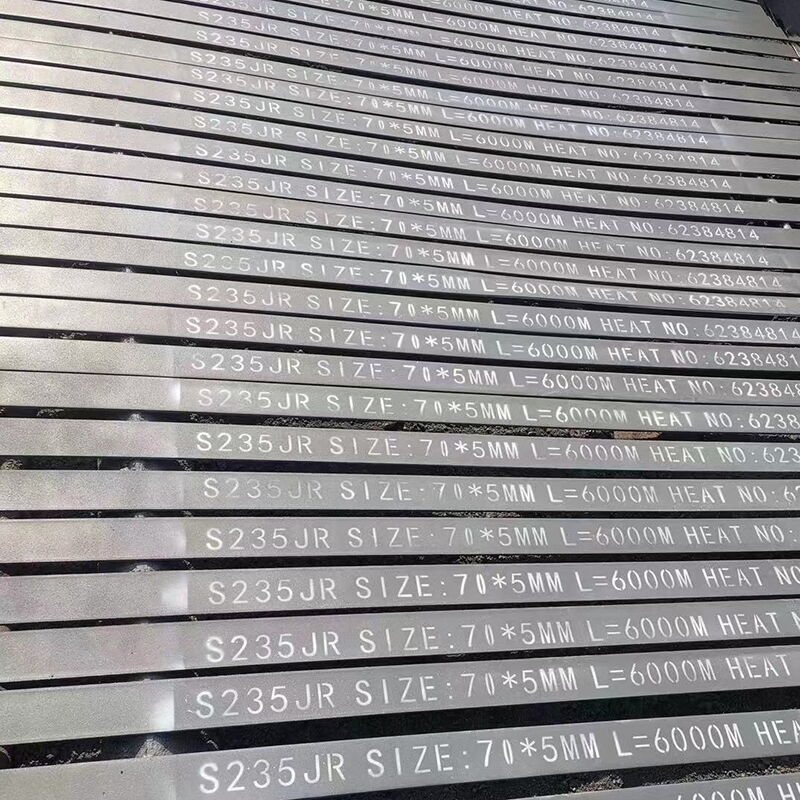 S235JR SIZE:70*5MM L=6000M HEAT NO:62384814
S235JR SIZE:70*5MM L=6000M HEAT NO:62384814
S235JR SIZE:70*5MM L=6000M HEAT NO:62384814
S235JR SIZE:70*5MM L=6000M HEAT NO:62384814
S235JR SIZE:70*5MM L=6000M HEAT NO:62384814
S235JR SIZE:70*5MM L=6000M HEAT NO:62384814
S235JR SIZE:70*5MM L=6000M HEAT NO:62384814
S235JR SIZE:70*5MM L=6000M HEAT NO:62384814
S235JR SIZE:70*5MM L=6000M HEAT NO:62384814
S235JR SIZE:70*5MM L=6000M HEAT NO:62384814
S235JR SIZE:70*5MM L=6000M HEAT NO:62384814
S235JR SIZE:70*5MM L=6000M HEAT NO:62384814
S235JR SIZE:70*5MM L=6000M HEAT NO:6238481
S235JR SIZE:70*5MM L=6000M HEAT NO:623848
S235JR SIZE:70*5MM L=6000M HEAT NO:623
S235JR SIZE:70*5MM L=6000M HEAT NO:6
S235JR SIZE:70*5MM L=6000M HEAT NO:
S235JR SIZE:70*5MM L=6000M HEAT NO
S235JR SIZE:70*5MM L=6000M HEAT N
S235JR SIZE:70*5MM L=6000M HEAT
S235JR SIZE:70*5MM L=6000M HEA